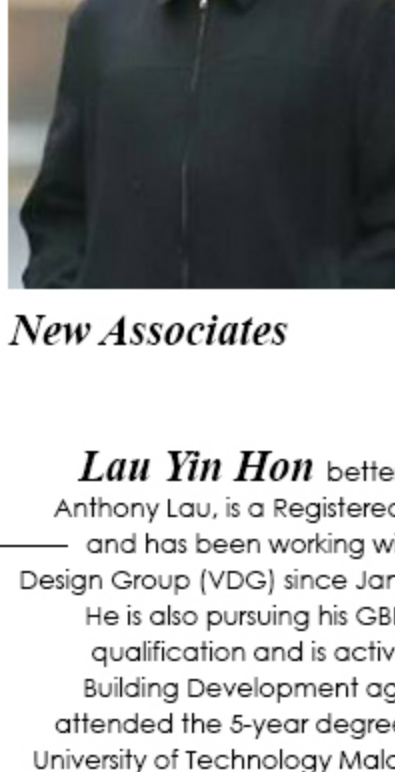 New Associates
Lau Yin Hon
Anthony Lau, is a
and has been working
Design Group (VDG) since
He is also pursuing his
qualification and is
Building Development
attended the 5-year
University of Technology